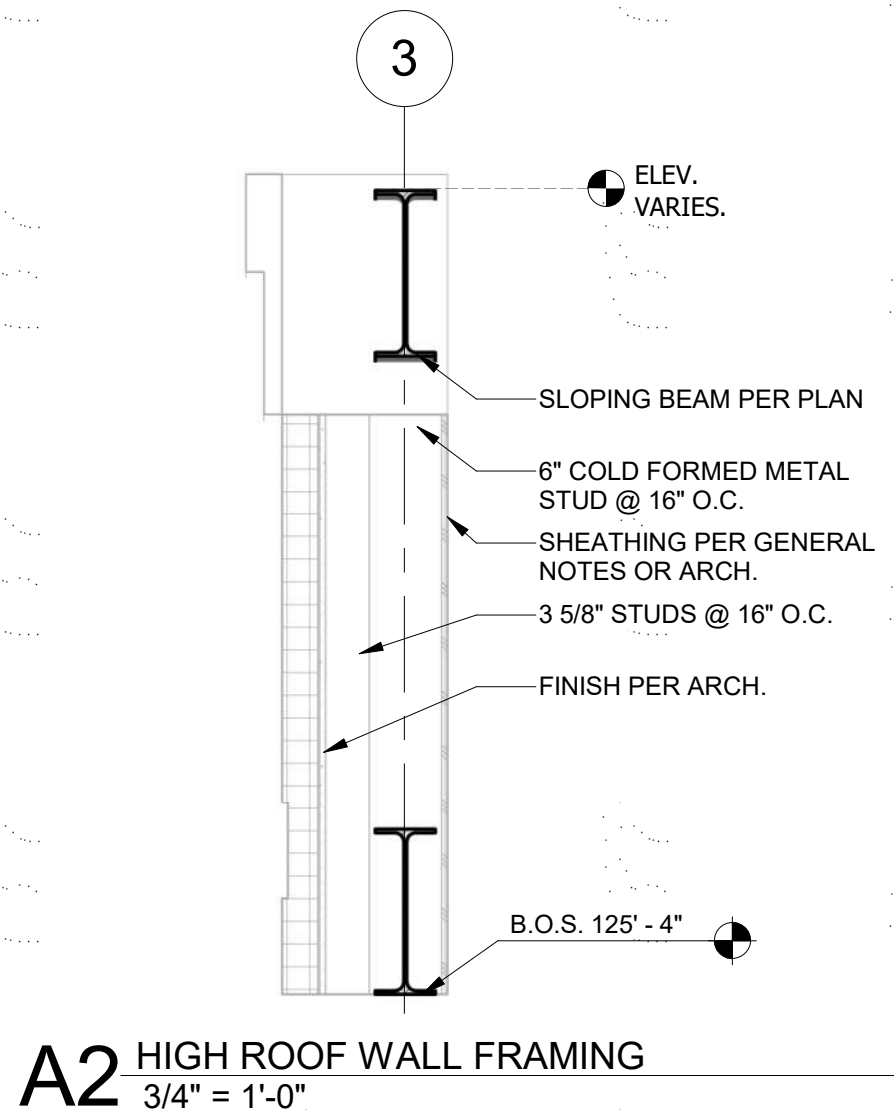 3
ELEV.
VARIES.
SLOPING BEAM PER PLAN
6" COLD FORMED METAL
STUD @ 16" O.C.
SHEATHING PER GENERAL
NOTES OR ARCH.
3 5/8" STUDS @ 16" O.C.
FINISH PER ARCH.
B.O.S. 125' - 4"
A2 HIGH ROOF WALL FRAMING
3/4" = 1'-0"